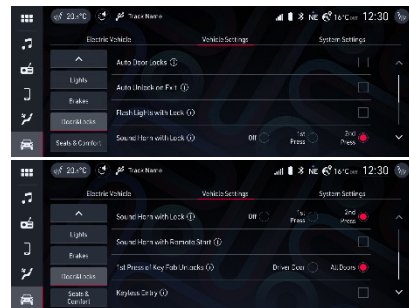 20.5°C Track Name NE 16°C 12:30
Electric Vehicle Vehicle Settings System Settings
Auto Door Locks
Lights
Auto Unlock on Exit
Brakes
Flash Lights with Lock
Door&Locks
Seats & Comfort
Sound Horn with Lock Off 1st Press 2nd Press
20.5°C Track Name NE 16°C 12:30
Electric Vehicle Vehicle Settings System Settings
Sound Horn with Lock Off 1st Press 2nd Press
Lights
Sound Horn with Remote Start
Brakes
1st Press of Key Fob Unlocks Driver Door All Doors
Door&Locks
Seats &
Comfort
Keyless Entry